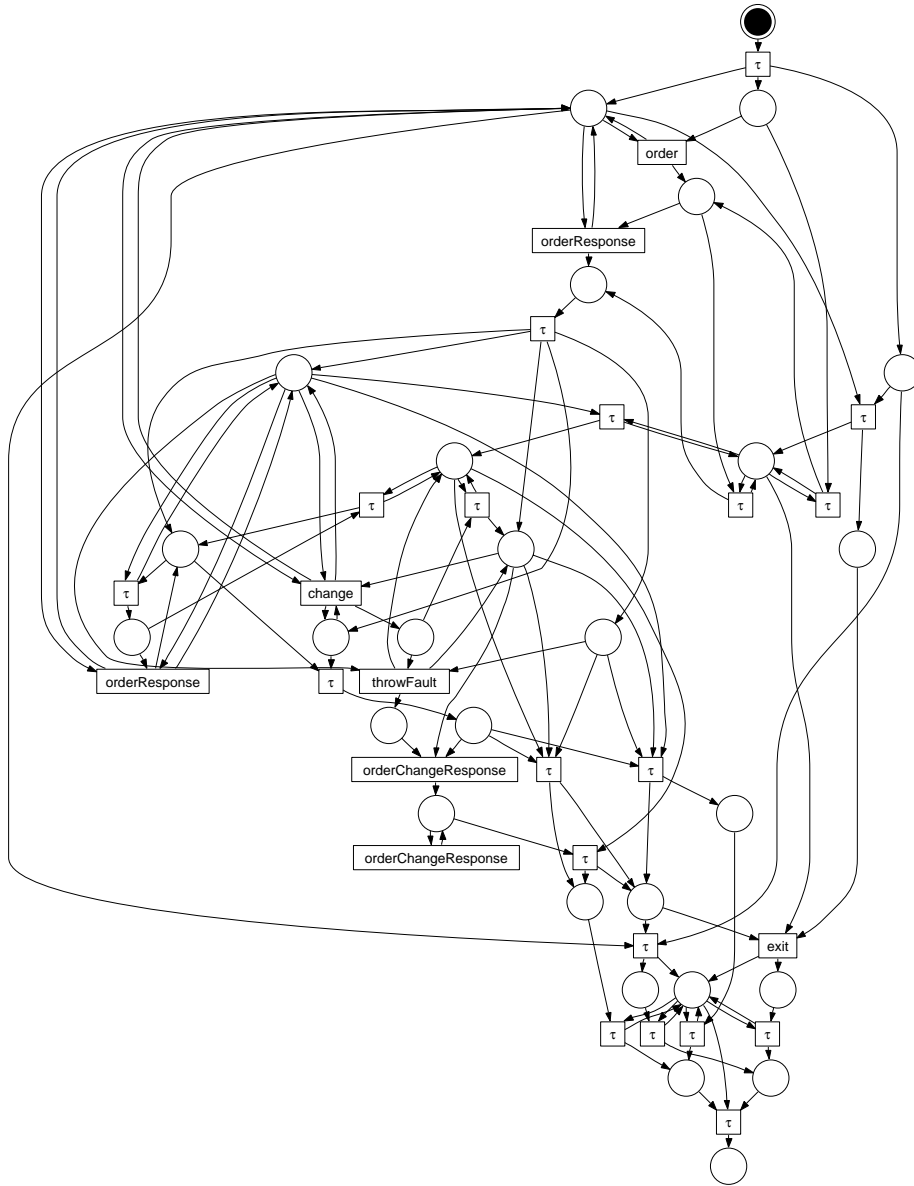 τ
order
orderResponse
τ
τ
τ
τ
τ
τ
τ
τ
change
orderResponse
τ
throwFault
orderChangeResponse
τ
τ
orderChangeResponse
τ
τ
exit
τ
τ
τ
τ
τ